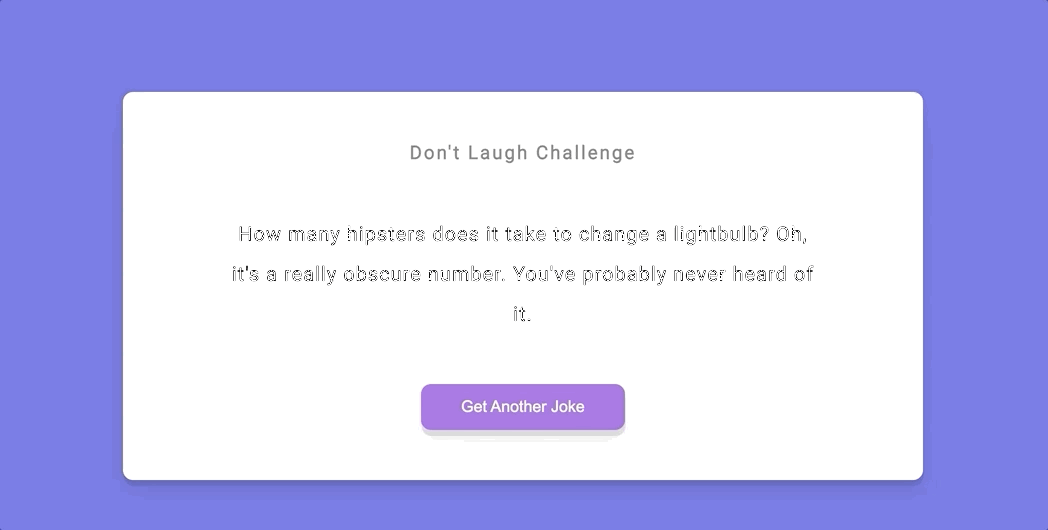 Don't Laugh Challenge
How many hipsters does it take to change a lightbulb? Oh,
it's a really obscure number. You've probably never heard of
it.
Get Another Joke